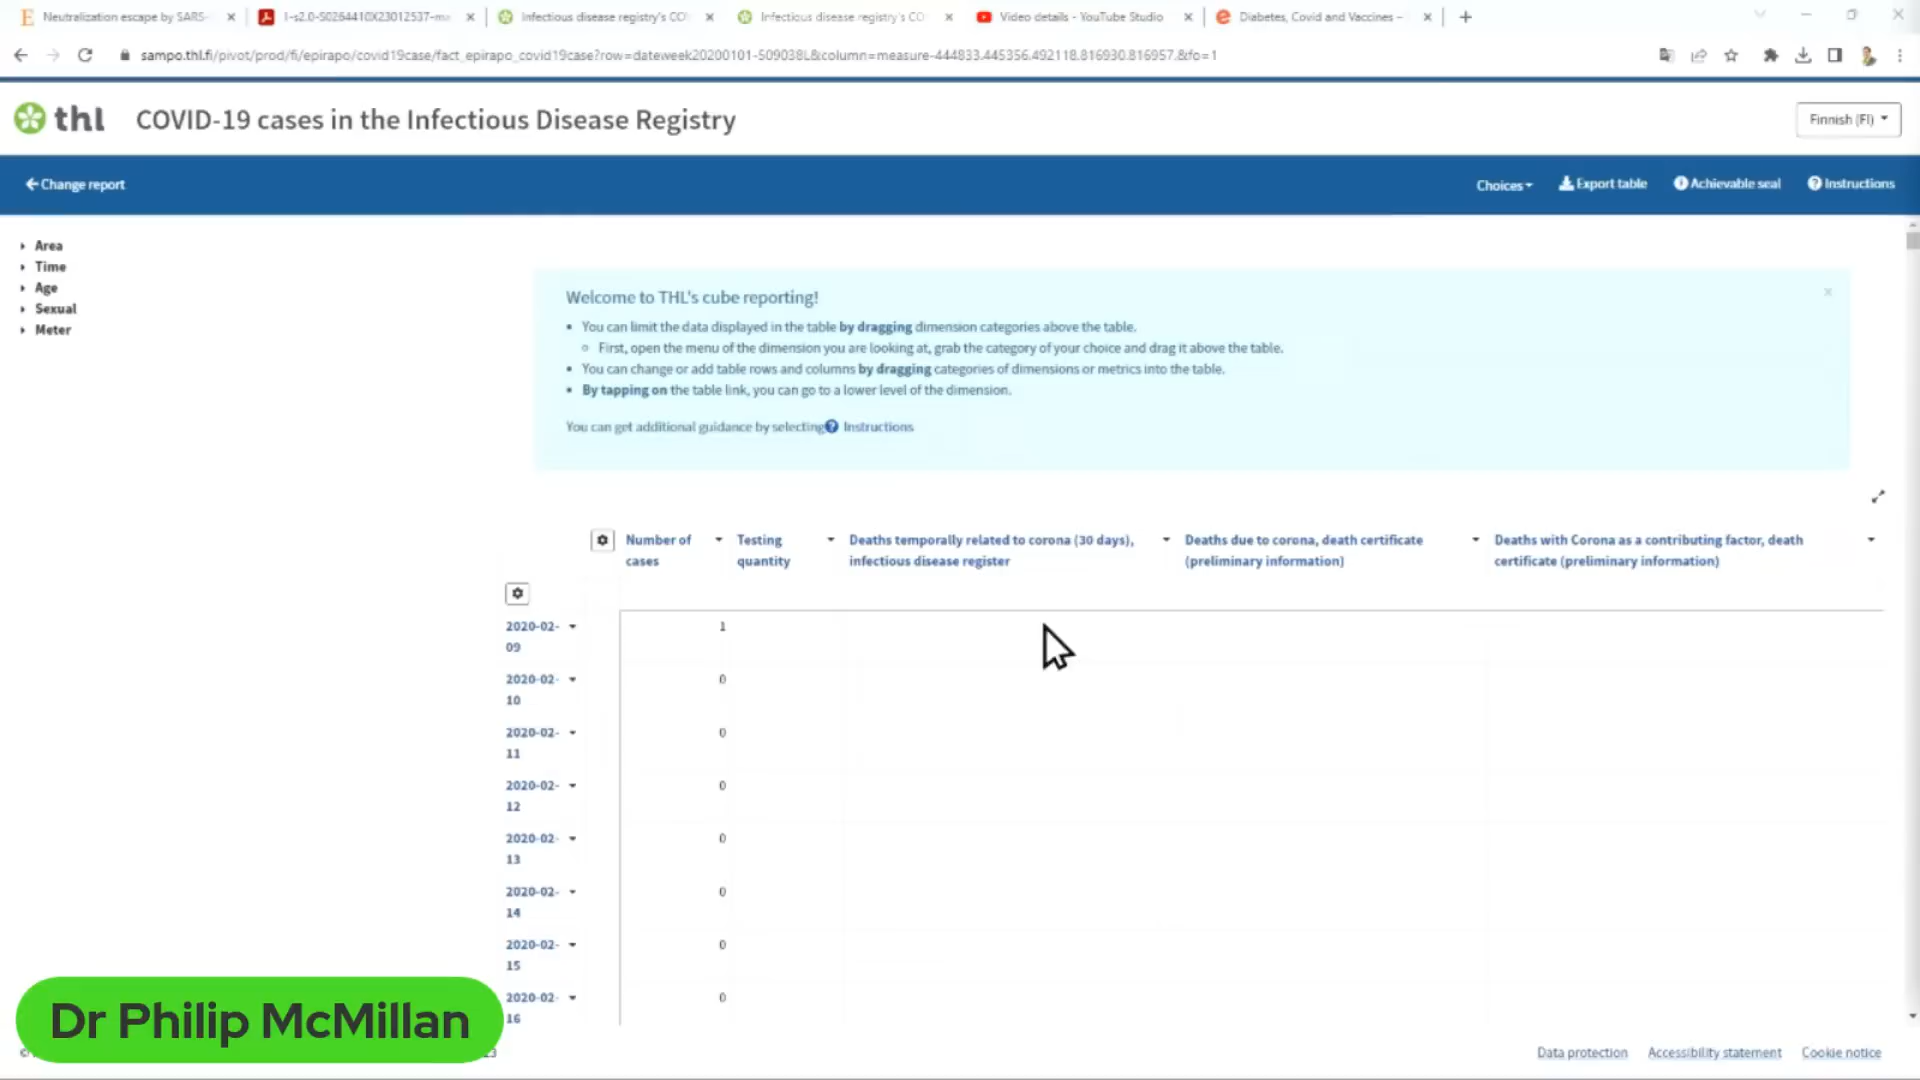 Neutralization escape by SARS-
1-s2.0-S0264410X23012537-ma
Infectious disease registry's CO
Infectious disease registry's CO
Video details - YouTube Studio
Diabetes, Covid and Vaccines –
sampo.thl.fi/pivot/prod/fi/epirapo/covid19case/fact_epirapo_covid19case?row=dateweek20200101-509038L&column=measure-444833.445356.492118.816930.816957.&fo=1
thl
COVID-19 cases in the Infectious Disease Registry
Finnish (FI)
Change report
Choices
Export table
Achievable seal
Instructions
Area
Time
Age
Sexual
Meter
Welcome to THL's cube reporting!
You can limit the data displayed in the table by dragging dimension categories above the table.
First, open the menu of the dimension you are looking at, grab the category of your choice and drag it above the table.
You can change or add table rows and columns by dragging categories of dimensions or metrics into the table.
By tapping on the table link, you can go to a lower level of the dimension.
You can get additional guidance by selecting Instructions
Number of cases
Testing quantity
Deaths temporally related to corona (30 days), infectious disease register
Deaths due to corona, death certificate (preliminary information)
Deaths with Corona as a contributing factor, death certificate (preliminary information)
2020-02-09 1
2020-02-10 0
2020-02-11 0
2020-02-12 0
2020-02-13 0
2020-02-14 0
2020-02-15 0
2020-02-16 0
Dr Philip McMillan
Data protection
Accessibility statement
Cookie notice